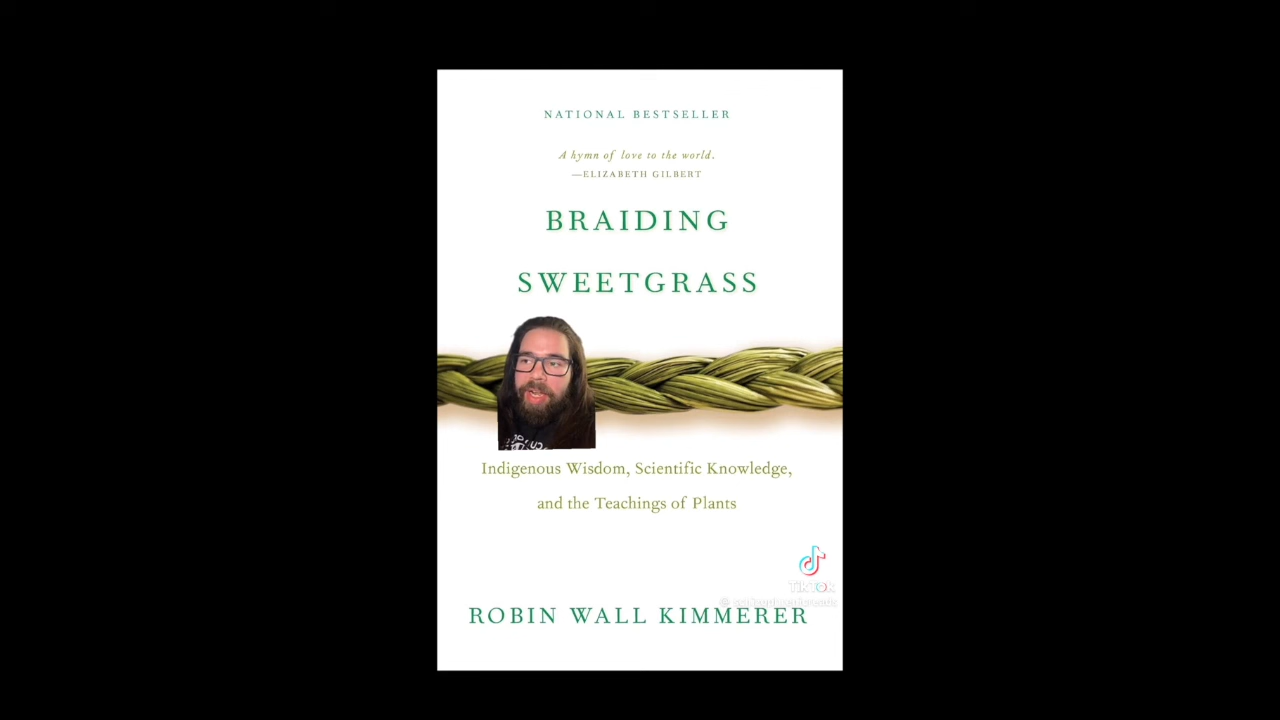 NATIONAL BESTSELLER
A hymn of love to the world.
—ELIZABETH GILBERT
BRAIDING
SWEETGRASS
Indigenous Wisdom, Scientific Knowledge,
and the Teachings of Plants
TikTok
ROBIN WALL KIMMERER